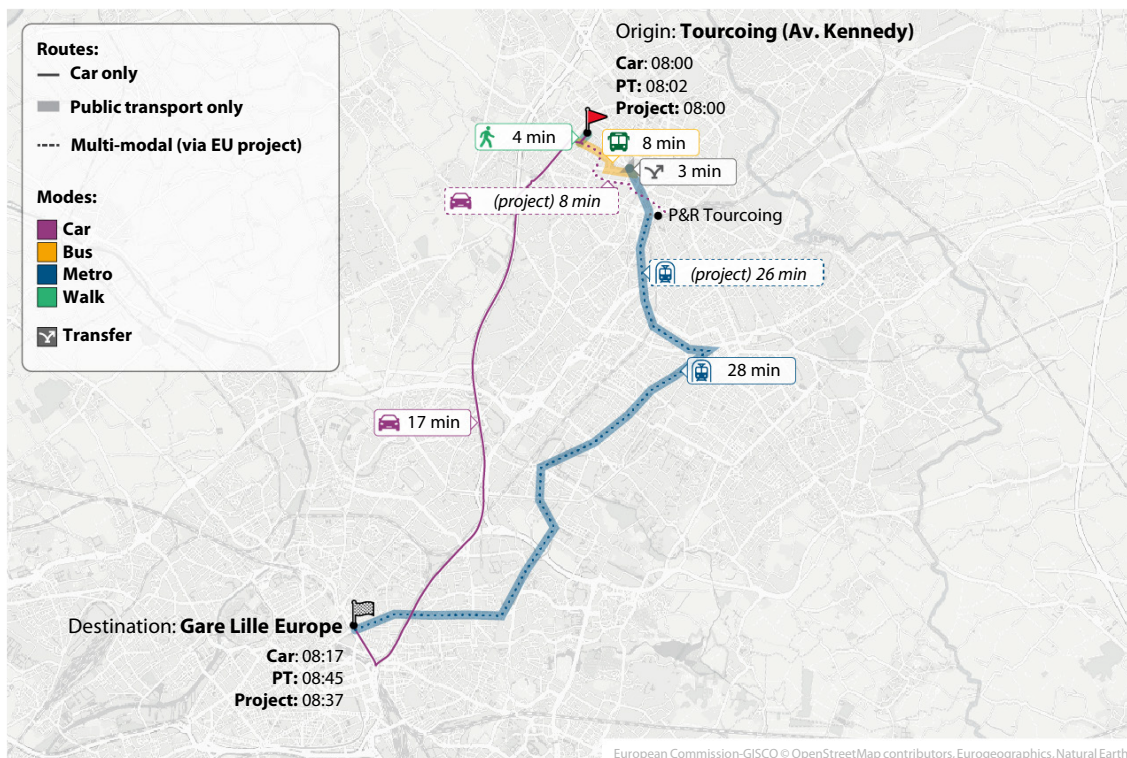 Routes:
Car only
Public transport only
Multi-modal (via EU project)
Modes:
Car
Bus
Metro
Walk
Transfer
Origin: Tourcoing (Av. Kennedy)
Car: 08:00
PT: 08:02
Project: 08:00
4 min
8 min
3 min
(project) 8 min
P&R Tourcoing
(project) 26 min
28 min
17 min
Destination: Gare Lille Europe
Car: 08:17
PT: 08:45
Project: 08:37
European Commission-GISCO © OpenStreetMap contributors, Eurogeographics, Natural Earth